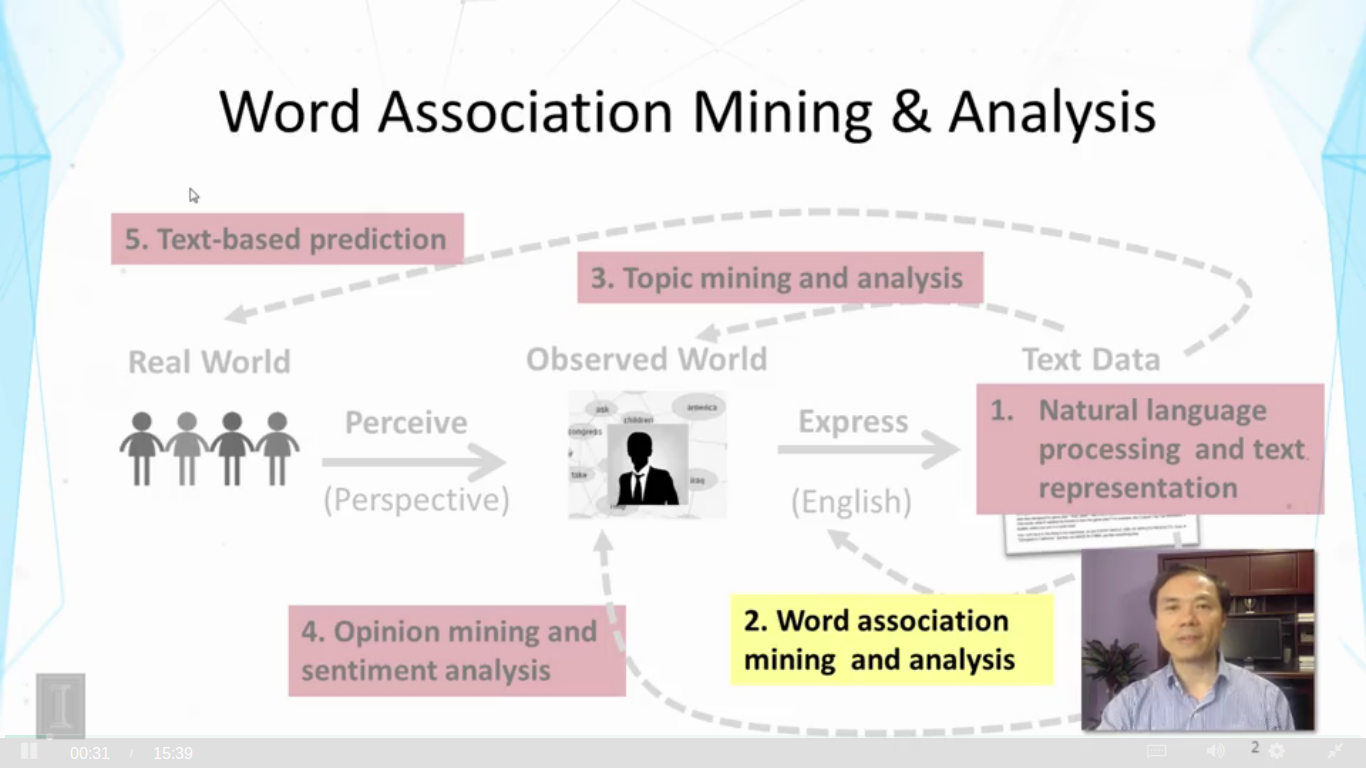 Word Association Mining & Analysis
5. Text-based prediction
3. Topic mining and analysis
Real World
Observed World
Text Data
Perceive
(Perspective)
ask
america
children
congress
take
iraq
Express
(English)
1. Natural language
processing and text
representation
4. Opinion mining and
sentiment analysis
2. Word association
mining and analysis
I
00:31 / 15:39
2